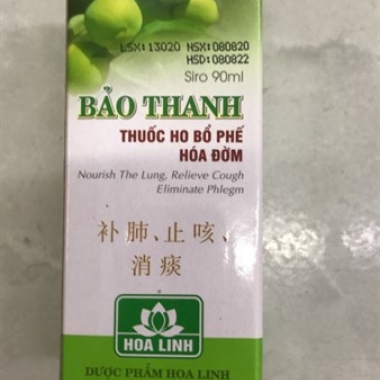 LSX: 13020 NSX: 080820
HSD: 080822
Siro 90ml
BẢO THANH
THUỐC HO BỔ PHẾ
HÓA ĐỜM
Nourish The Lung, Relieve Cough
Eliminate Phlegm
补肺、止咳、
消痰
HOA LINH
DƯỢC PHẨM HOA LINH